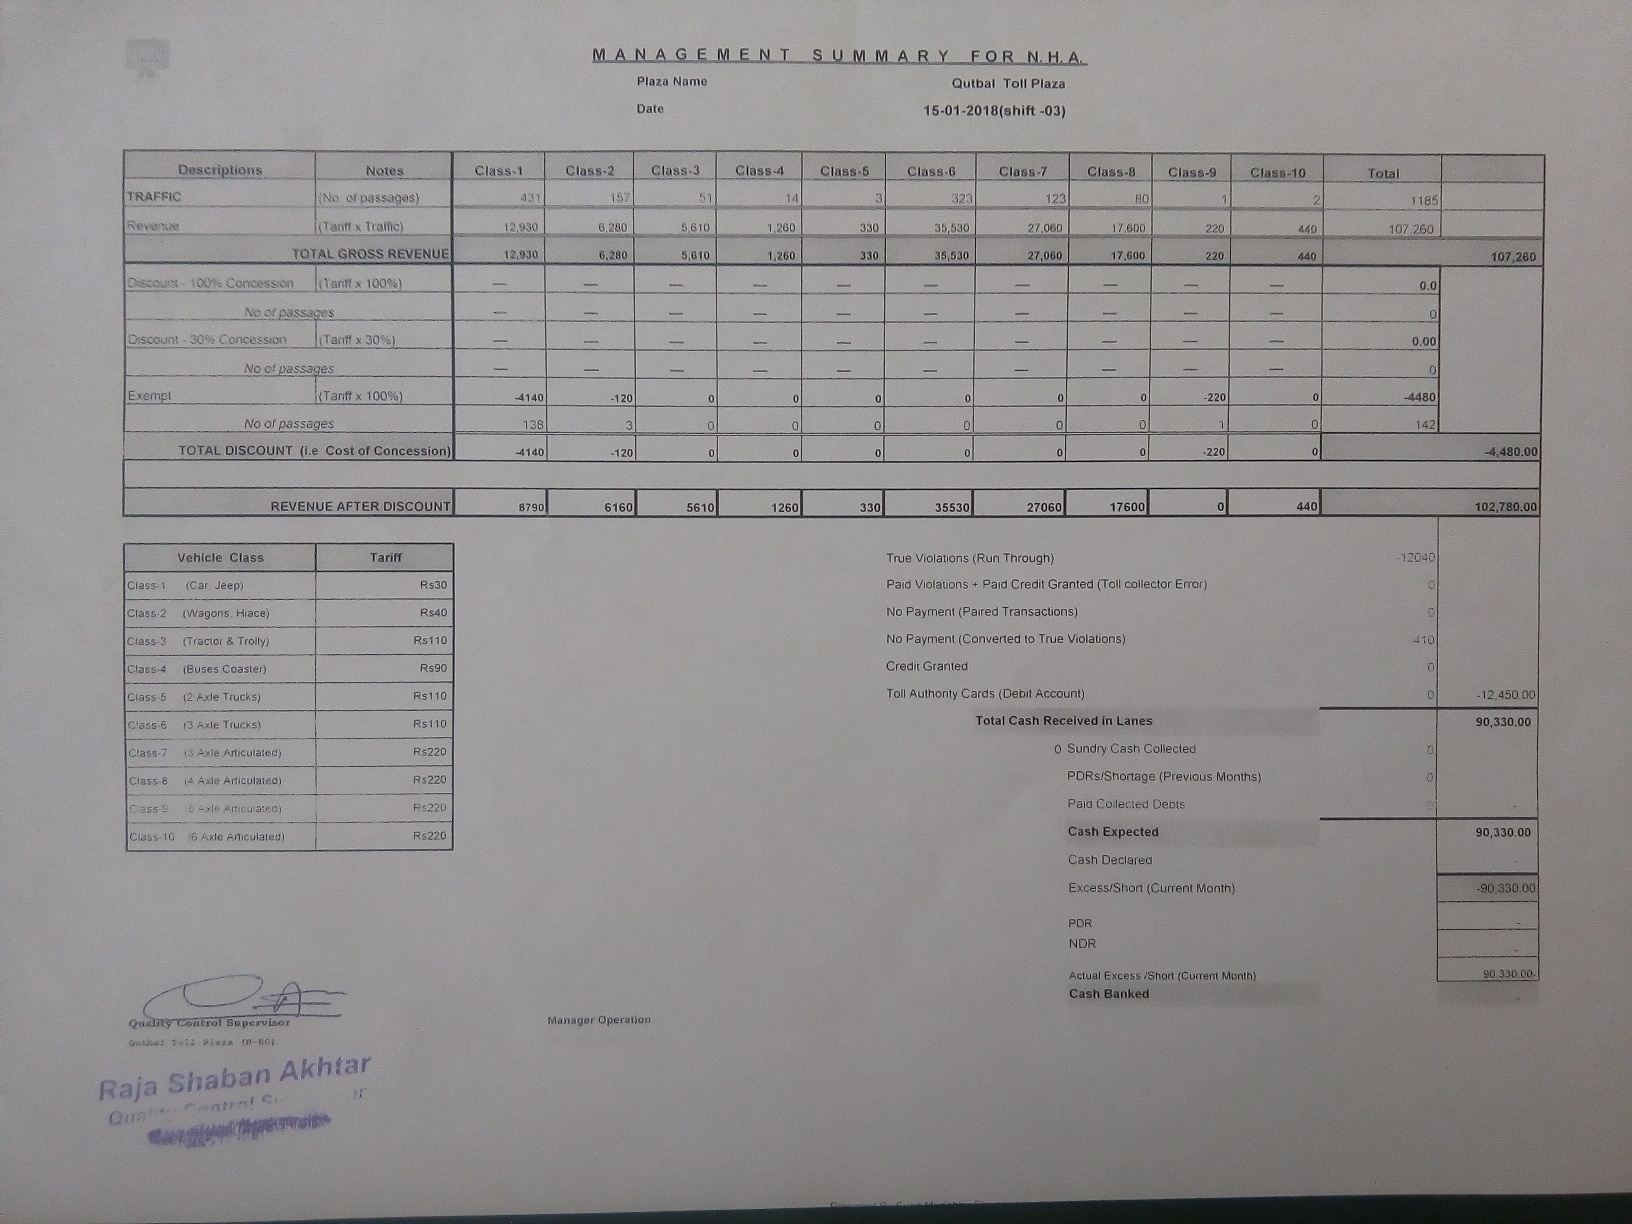 MANAGEMENT SUMMARY FOR N.H.A.
Plaza Name Qutbal Toll Plaza
Date 15-01-2018(shift -03)
Descriptions Notes Class-1 Class-2 Class-3 Class-4 Class-5 Class-6 Class-7 Class-8 Class-9 Class-10 Total
TRAFFIC (No of passages) 431 157 51 14 3 323 123 80 1 2 1185
Revenue (Tariff x Traffic) 12,930 6,280 5,610 1,260 330 35,530 27,060 17,600 220 440 107,260
TOTAL GROSS REVENUE 12,930 6,280 5,610 1,260 330 35,530 27,060 17,600 220 440 107,260
Discount - 100% Concession (Tariff x 100%) — — — — — — — — — — 0.0
No of passages — — — — — — — — — — 0
Discount - 30% Concession (Tariff x 30%) — — — — — — — — — — 0.00
No of passages — — — — — — — — — — 0
Exempt (Tariff x 100%) -4140 -120 0 0 0 0 0 0 -220 0 -4480
No of passages 138 3 0 0 0 0 0 0 1 0 142
TOTAL DISCOUNT (i.e Cost of Concession) -4140 -120 0 0 0 0 0 0 -220 0 -4,480.00
REVENUE AFTER DISCOUNT 8790 6160 5610 1260 330 35530 27060 17600 0 440 102,780.00
Vehicle Class Tariff
Class-1 (Car. Jeep) Rs30
Class-2 (Wagons. Hiace) Rs40
Class-3 (Tractor & Trolly) Rs110
Class-4 (Buses Coaster) Rs90
Class-5 (2 Axle Trucks) Rs110
Class-6 (3 Axle Trucks) Rs110
Class-7 (3 Axle Articulated) Rs220
Class-8 (4 Axle Articulated) Rs220
Class-9 (5 Axle Articulated) Rs220
Class-10 (6 Axle Articulated) Rs220
True Violations (Run Through) -12040
Paid Violations + Paid Credit Granted (Toll collector Error) 0
No Payment (Paired Transactions) 0
No Payment (Converted to True Violations) -410
Credit Granted 0
Toll Authority Cards (Debit Account) 0 -12,450.00
Total Cash Received in Lanes 90,330.00
0 Sundry Cash Collected 0
PDRs/Shortage (Previous Months) 0
Paid Collected Debts 0 -
Cash Expected 90,330.00
Cash Declared -
Excess/Short (Current Month) -90,330.00
PDR -
NDR -
Actual Excess /Short (Current Month) 90,330.00-
Cash Banked -
Quality Control Supervisor
Qutbal Toll Plaza (N-80)
Manager Operation
Raja Shaban Akhtar
Quality Control